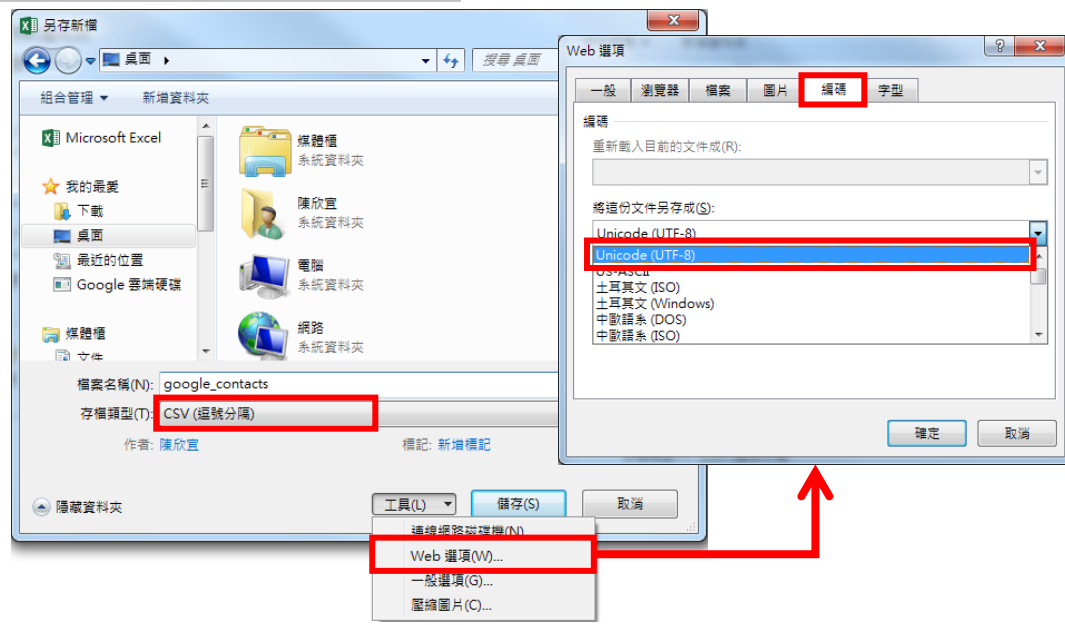 另存新檔
桌面
搜尋 桌面
組合管理
新增資料夾
Microsoft Excel
我的最愛
下載
桌面
最近的位置
Google 雲端硬碟
媒體櫃
文件
媒體櫃
系統資料夾
陳欣宜
系統資料夾
電腦
系統資料夾
網路
系統資料夾
檔案名稱(N): google_contacts
存檔類型(T): CSV (逗號分隔)
作者: 陳欣宜
標記: 新增標記
隱藏資料夾
工具(L)
儲存(S)
取消
連線網路磁碟機(N)...
Web 選項(W)...
一般選項(G)...
壓縮圖片(C)...
Web 選項
一般
瀏覽器
檔案
圖片
編碼
字型
編碼
重新載入目前的文件成(R):
將這份文件另存成(S):
Unicode (UTF-8)
Unicode (UTF-8)
US-ASCII
土耳其文 (ISO)
土耳其文 (Windows)
中歐語系 (DOS)
中歐語系 (ISO)
確定
取消